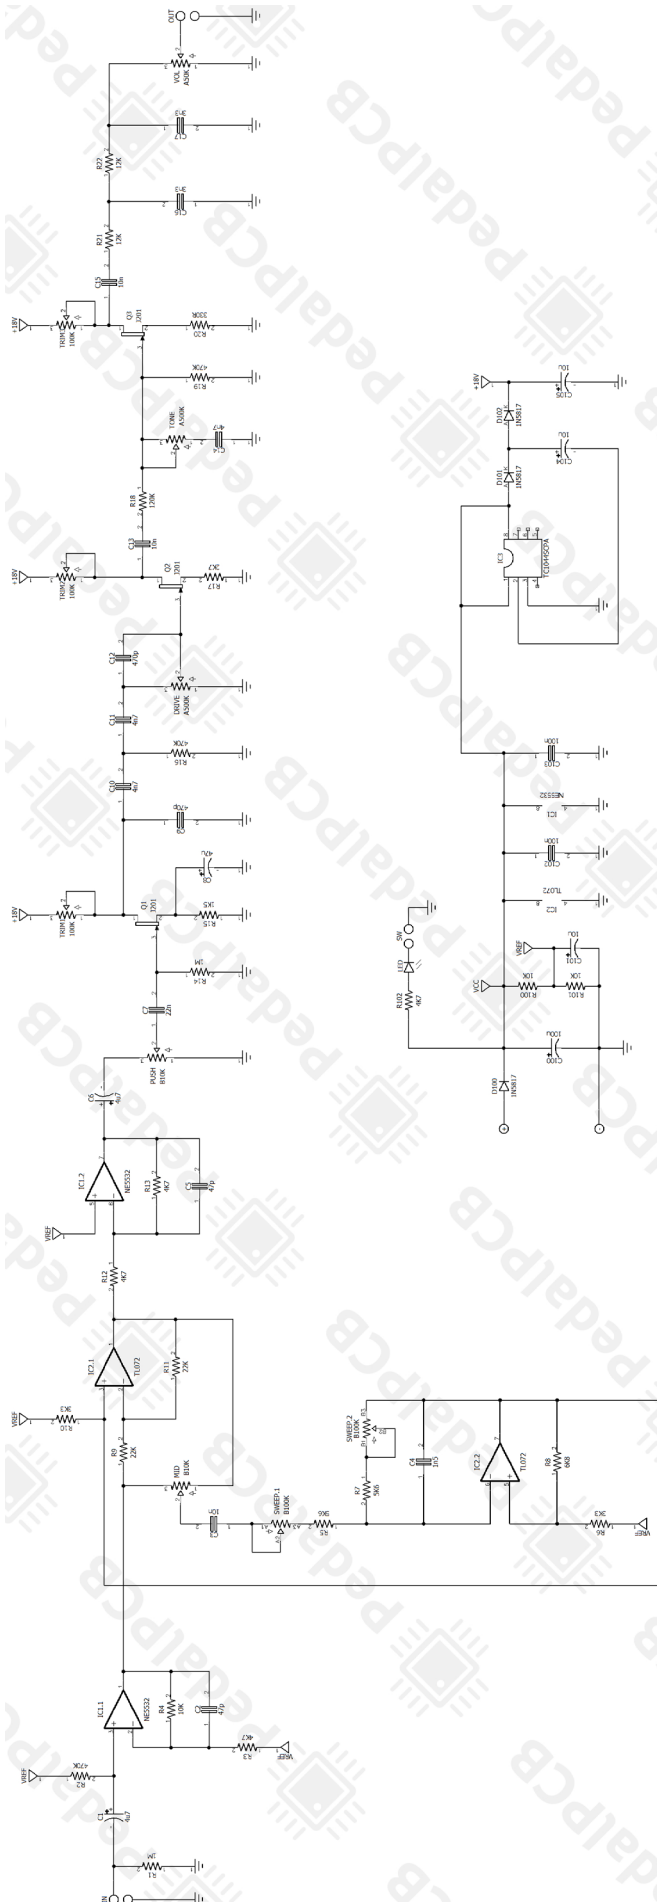 OUT
VOL
A50K
3n3
C17
R22
12K
3n3
C16
R21
12K
C15
10n
+18V
TRIM3
100K
Q3
J201
330R
R20
470K
R19
TONE
A500K
4n7
C14
R18
120K
C13
10n
+18V
TRIM2
100K
Q2
J201
2K7
R17
C12
470p
DRIVE
A500K
C11
4n7
470K
R16
C10
4n7
470p
C9
47u
C8
+18V
TRIM1
100K
Q1
J201
1K5
R15
1M
R14
C7
22n
PUSH
B10K
C6
4u7
IC1.2
NE5532
VREF
R13
4K7
C5
47p
R12
4K7
IC2.1
TL072
VREF
3K3
R10
R11
22K
R9
22K
MID
B10K
10n
C3
SWEEP.1
B100K
5K6
R5
SWEEP.2
B100K
R7
5K6
C4
1n5
IC2.2
TL072
R8
6K8
3K3
R6
VREF
IC1.1
NE5532
R4
10K
C2
47p
4K7
R3
VREF
VREF
470K
R2
C1
4u7
1M
R1
IN
+18V
10u
C105
D102
1N5817
10u
C104
D101
1N5817
IC3
TC1044SCPA
100n
C103
NE5532
IC1
100n
C102
TL072
IC2
SW
LED
R102
4K7
VCC
VREF
10u
C101
10K
R100
10K
R101
100u
C100
D100
1N5817
+
-
PedalPCB